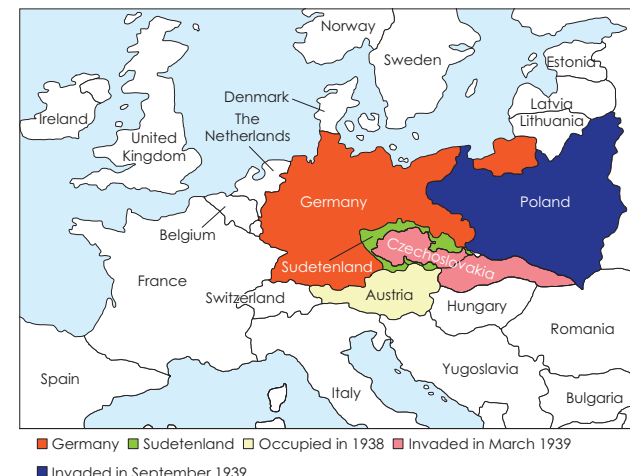 Norway
Sweden
Estonia
Denmark
Latvia
Lithuania
Ireland
The
Netherlands
United
Kingdom
Germany
Poland
Belgium
Czechoslovakia
Sudetenland
France
Switzerland
Austria
Hungary
Romania
Yugoslavia
Spain
Italy
Bulgaria
Germany Sudetenland Occupied in 1938 Invaded in March 1939
Invaded in September 1939